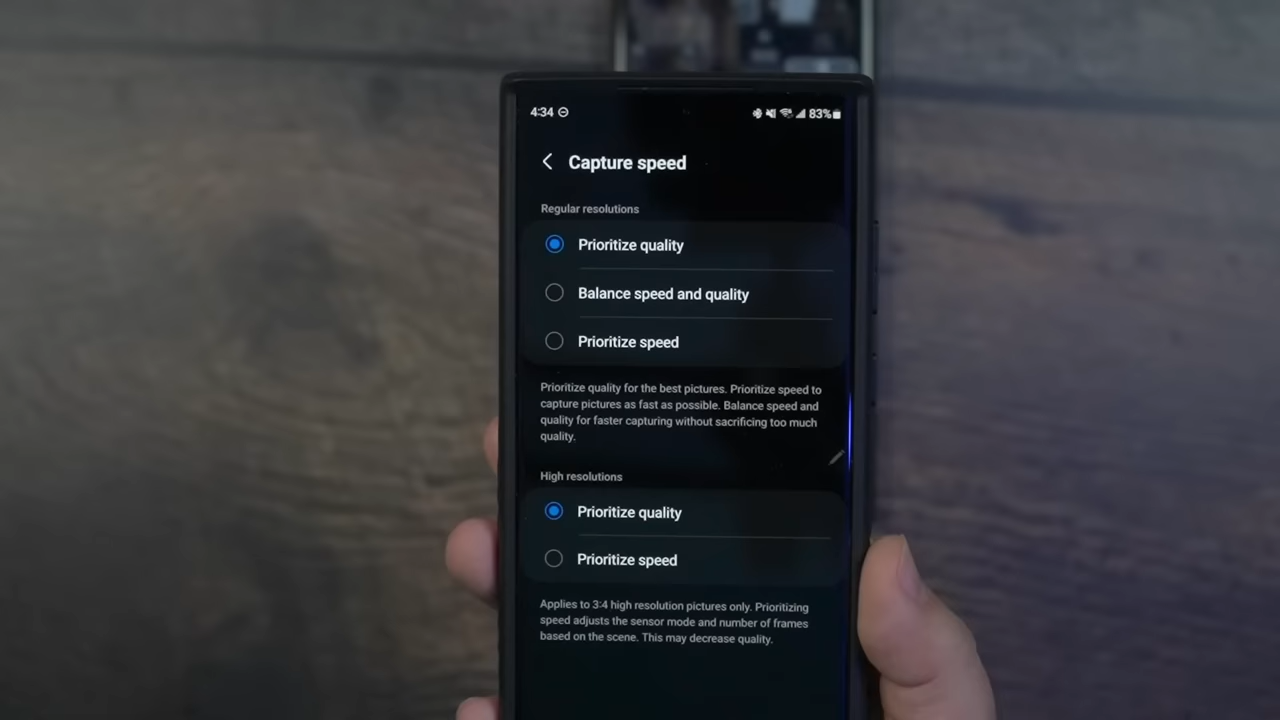 4:34
83%
Capture speed
Regular resolutions
Prioritize quality
Balance speed and quality
Prioritize speed
Prioritize quality for the best pictures. Prioritize speed to
capture pictures as fast as possible. Balance speed and
quality for faster capturing without sacrificing too much
quality.
High resolutions
Prioritize quality
Prioritize speed
Applies to 3:4 high resolution pictures only. Prioritizing
speed adjusts the sensor mode and number of frames
based on the scene. This may decrease quality.